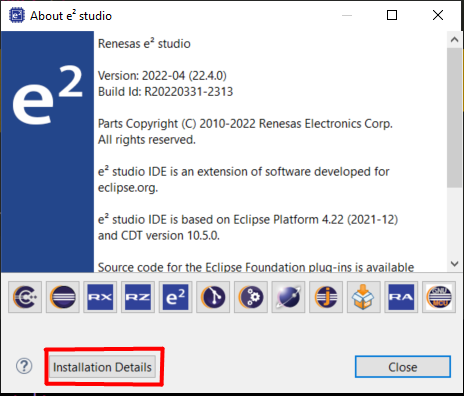 About e² studio
e²
Renesas e² studio
Version: 2022-04 (22.4.0)
Build Id: R20220331-2313
Parts Copyright (C) 2010-2022 Renesas Electronics Corp.
All rights reserved.
e² studio IDE is an extension of software developed for
eclipse.org.
e² studio IDE is based on Eclipse Platform 4.22 (2021-12)
and CDT version 10.5.0.
Source code for the Eclipse Foundation plug-ins is available
RX RZ e² RA
Installation Details
Close